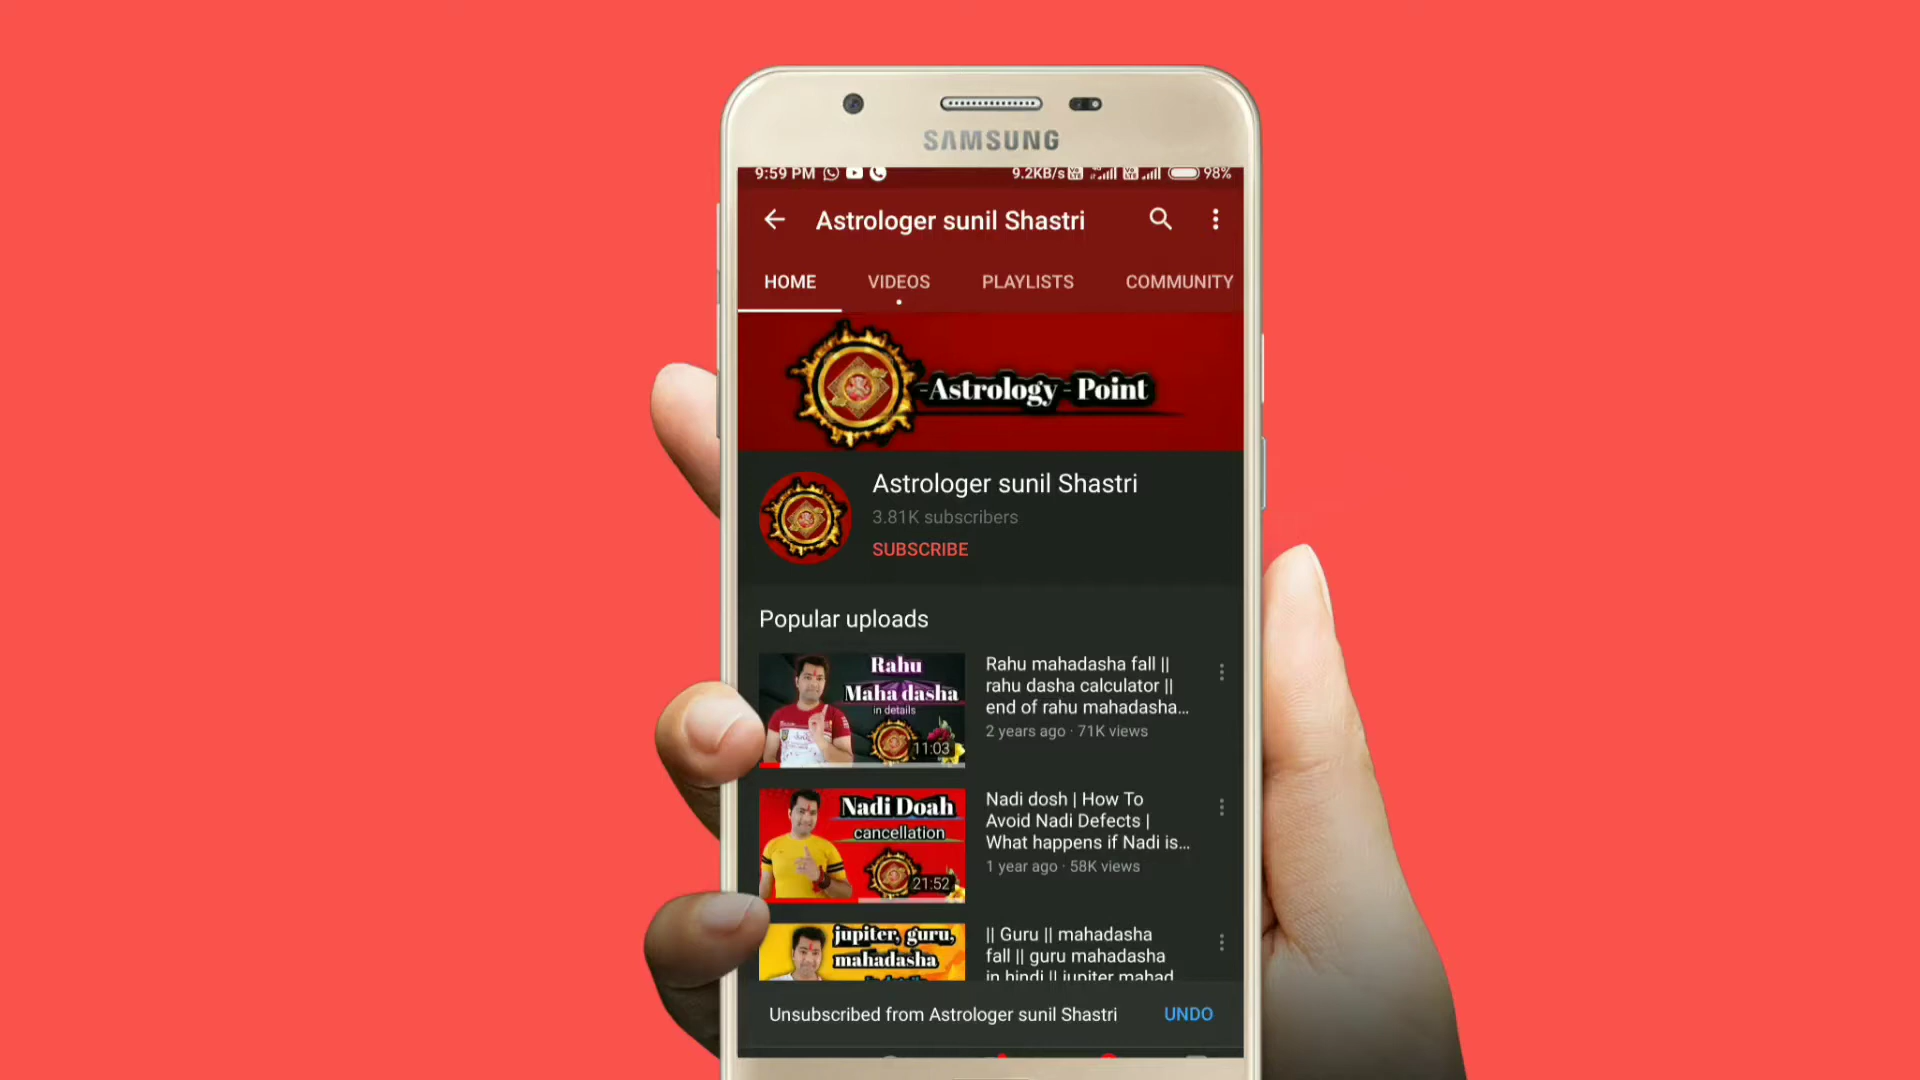 SAMSUNG
9:59 PM 9.2KB/s 98%
Astrologer sunil Shastri
HOME VIDEOS PLAYLISTS COMMUNITY
-Astrology - Point
Astrologer sunil Shastri
3.81K subscribers
SUBSCRIBE
Popular uploads
Rahu
Maha dasha
in details
11:03
Rahu mahadasha fall ||
rahu dasha calculator ||
end of rahu mahadasha...
2 years ago · 71K views
Nadi Doah
cancellation
21:52
Nadi dosh | How To
Avoid Nadi Defects |
What happens if Nadi is...
1 year ago · 58K views
jupiter, guru,
mahadasha
|| Guru || mahadasha
fall || guru mahadasha
in hindi || jupiter mahad
Unsubscribed from Astrologer sunil Shastri UNDO